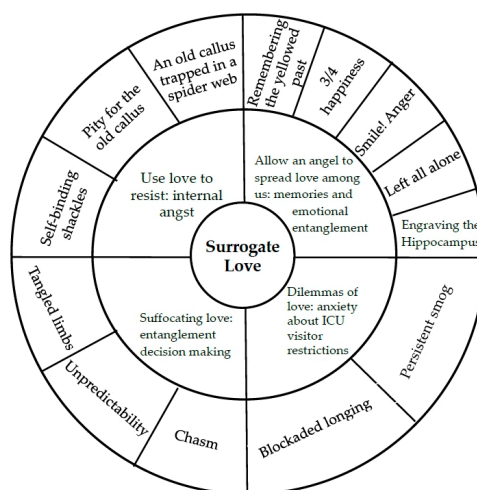 Surrogate
Love
Use love to
resist: internal
angst
Allow an angel to
spread love among
us: memories and
emotional
entanglement
Dilemmas of
love: anxiety
about ICU
visitor
restrictions
Suffocating love:
entanglement
decision making
Self-binding
shackles
Pity for the
old callus
An old callus
trapped in a
spider web
Remembering
the yellowed
past
3/4
happiness
Smile! Anger
Left all alone
Engraving the
Hippocampus
Persistent smog
Blockaded longing
Chasm
Unpredictability
Tangled limbs